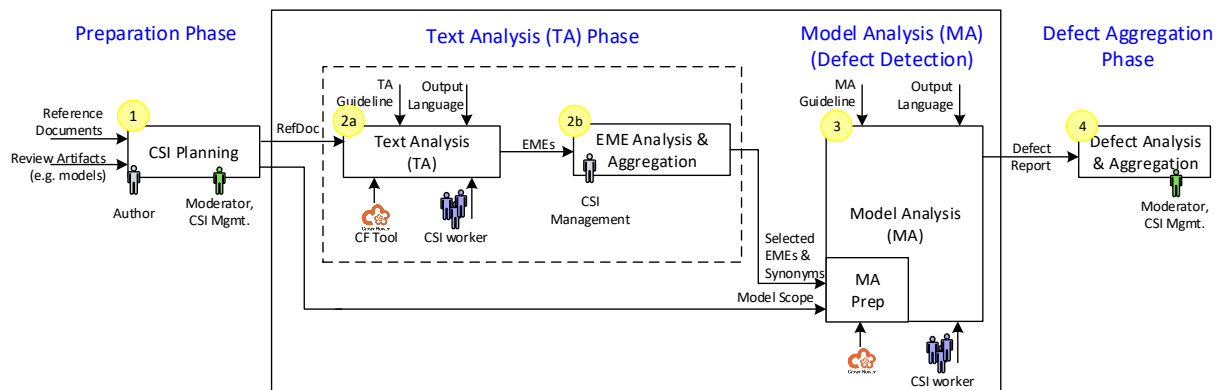 Preparation Phase
Text Analysis (TA) Phase
Model Analysis (MA)
(Defect Detection)
Defect Aggregation
Phase
Reference
Documents
Review Artifacts
(e.g. models)
1
CSI Planning
Author
Moderator,
CSI Mgmt.
RefDoc
TA
Guideline
Output
Language
2a
Text Analysis
(TA)
CF Tool
CSI worker
EMEs
2b
EME Analysis &
Aggregation
CSI
Management
Selected
EMEs &
Synonyms
Model Scope
MA
Guideline
Output
Language
3
Model Analysis
(MA)
MA
Prep
CSI worker
Defect
Report
4
Defect Analysis
& Aggregation
Moderator,
CSI Mgmt.